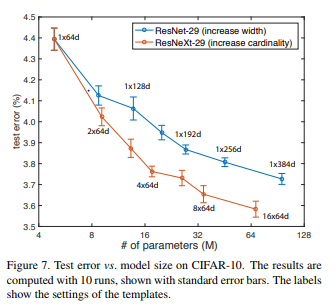 4.5
4.4
4.3
4.2
4.1
4.0
3.9
3.8
3.7
3.6
3.5
test error (%)
ResNet-29 (increase width)
ResNeXt-29 (increase cardinality)
1x64d
1x128d
2x64d
1x192d
1x256d
4x64d
1x384d
8x64d
16x64d
4 8 16 32 64 128
# of parameters (M)
Figure 7. Test error vs. model size on CIFAR-10. The results are
computed with 10 runs, shown with standard error bars. The labels
show the settings of the templates.